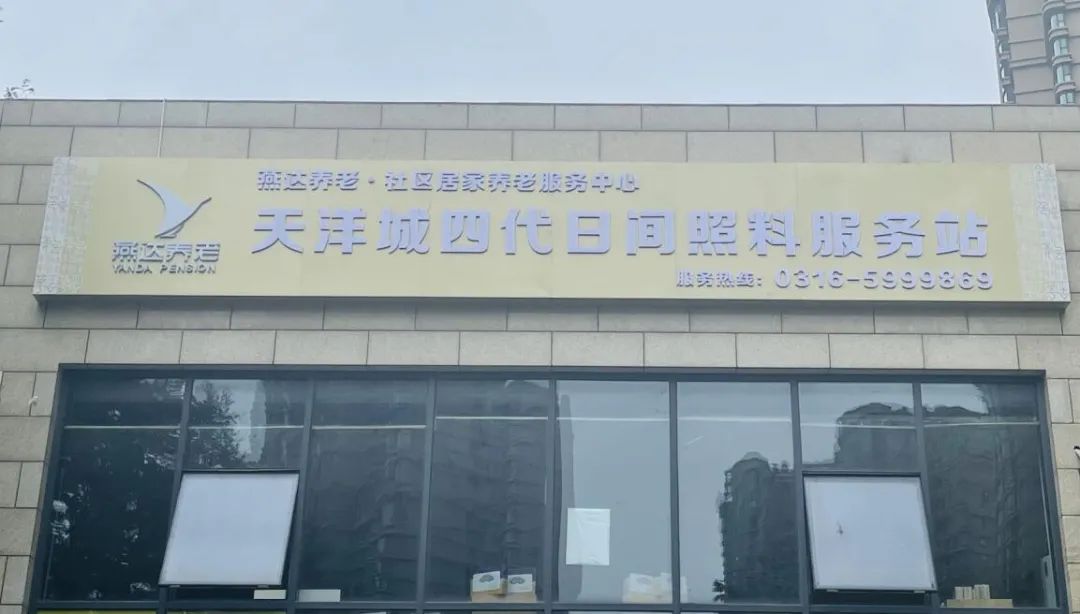 燕达养老·社区居家养老服务中心
燕达养老
YANDA PENSION
天洋城四代日间照料服务站
服务热线：0316-5999869